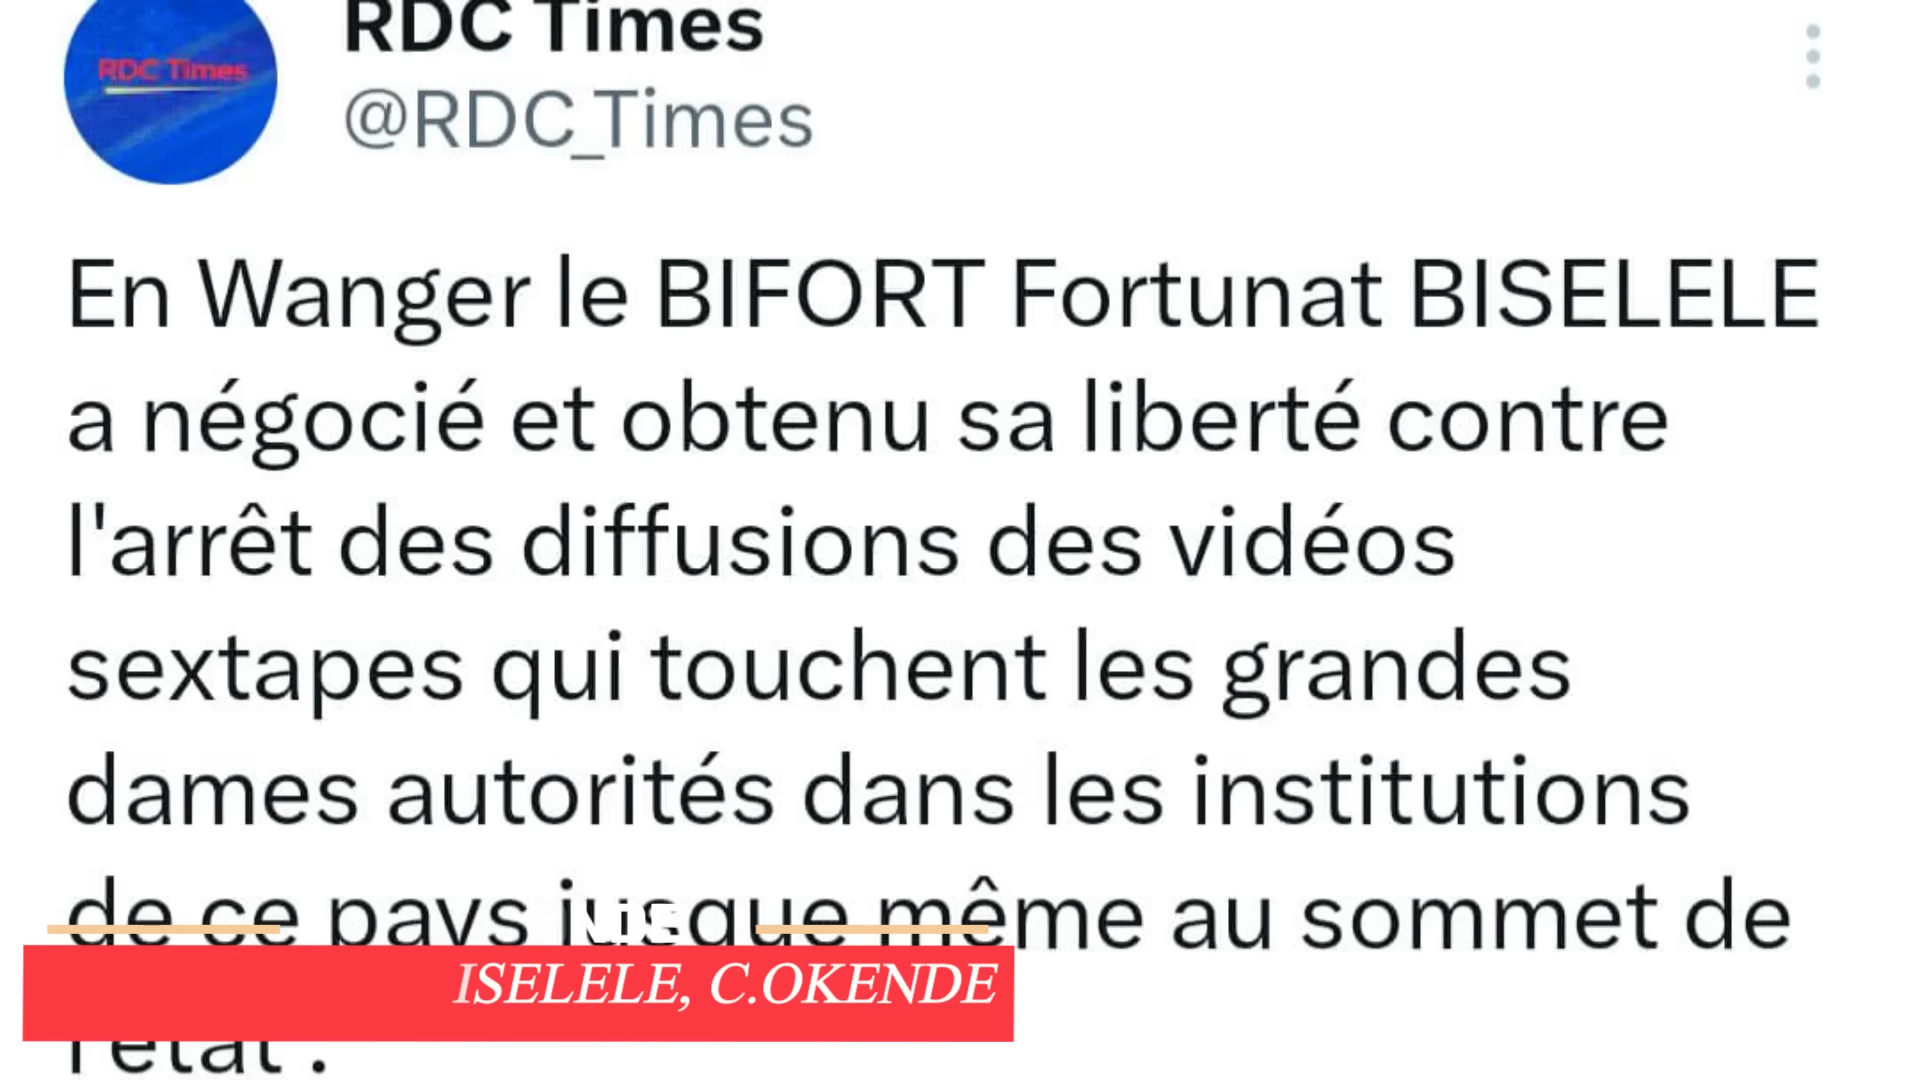 RDC Times
RDC Times
@RDC_Times
En Wanger le BIFORT Fortunat BISELELE
a négocié et obtenu sa liberté contre
l'arrêt des diffusions des vidéos
sextapes qui touchent les grandes
dames autorités dans les institutions
de ce pays jusque même au sommet de
ISELELE, C.OKENDE
l'état .